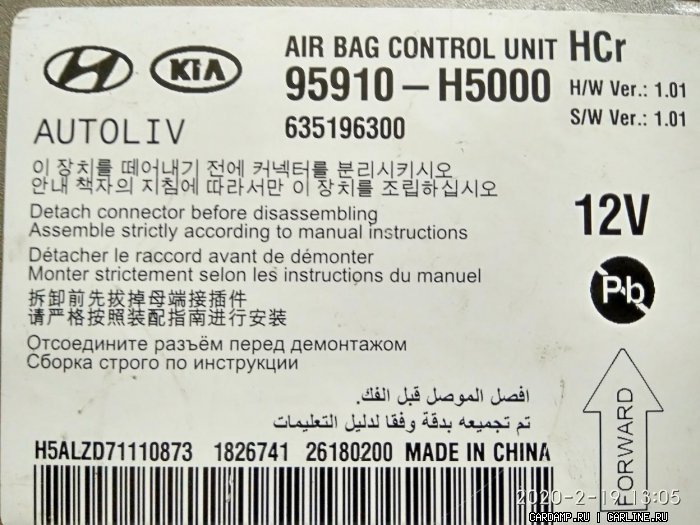 KIA
AIR BAG CONTROL UNIT HCr
95910-H5000
H/W Ver.: 1.01
S/W Ver.: 1.01
AUTOLIV
635196300
이 장치를 떼어내기 전에 커넥터를 분리시키시오
안내 책자의 지침에 따라서만 이 장치를 조립하십시오
Detach connector before disassembling
Assemble strictly according to manual instructions
12V
Détacher le raccord avant de démonter
Monter strictement selon les instructions du manuel
Pb
拆卸前先拔掉母端接插件
请严格按照装配指南进行安装
Отсоедините разъём перед демонтажом
Сборка строго по инструкции
افصل الموصل قبل الفك.
تم تجميعه بدقة وفقا لدليل التعليمات
FORWARD
H5ALZD71110873 1826741 26180200 MADE IN CHINA
2020-2-19 13:05
CARDAMP.RU | CARLINE.RU